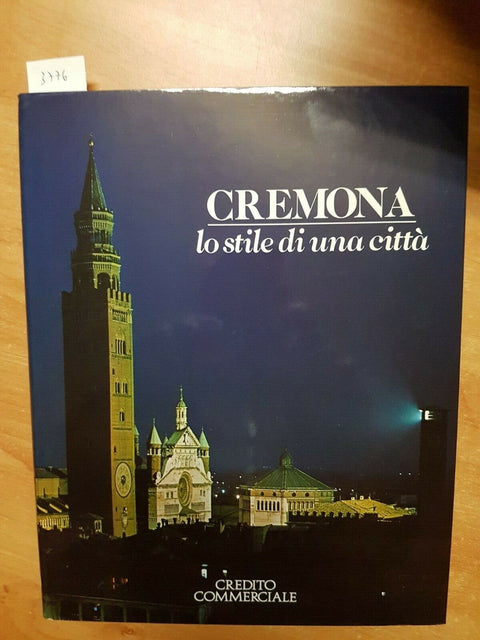 3776
CREMONA
lo stile di una città
CREDITO
COMMERCIALE